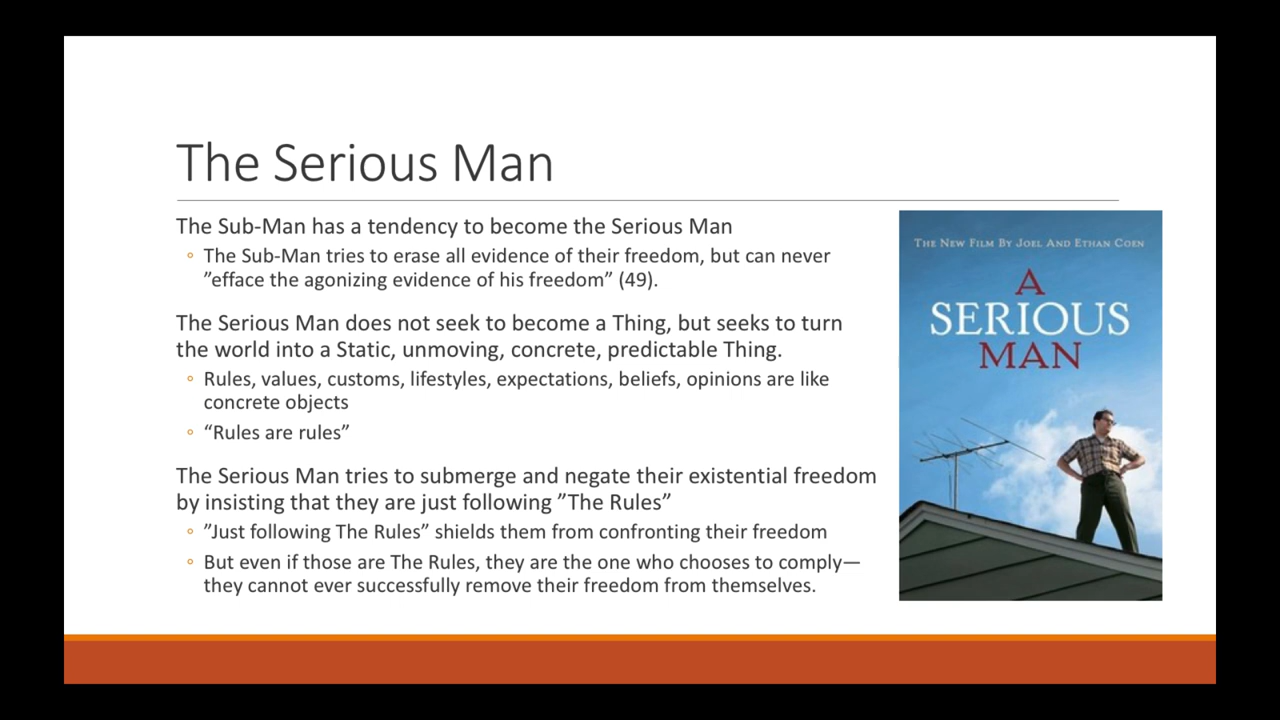 The Serious Man
The Sub-Man has a tendency to become the Serious Man
◦ The Sub-Man tries to erase all evidence of their freedom, but can never
”efface the agonizing evidence of his freedom” (49).
The Serious Man does not seek to become a Thing, but seeks to turn
the world into a Static, unmoving, concrete, predictable Thing.
◦ Rules, values, customs, lifestyles, expectations, beliefs, opinions are like
concrete objects
◦ “Rules are rules”
The Serious Man tries to submerge and negate their existential freedom
by insisting that they are just following ”The Rules”
◦ ”Just following The Rules” shields them from confronting their freedom
◦ But even if those are The Rules, they are the one who chooses to comply—
they cannot ever successfully remove their freedom from themselves.
THE NEW FILM BY JOEL AND ETHAN COEN
A
SERIOUS
MAN